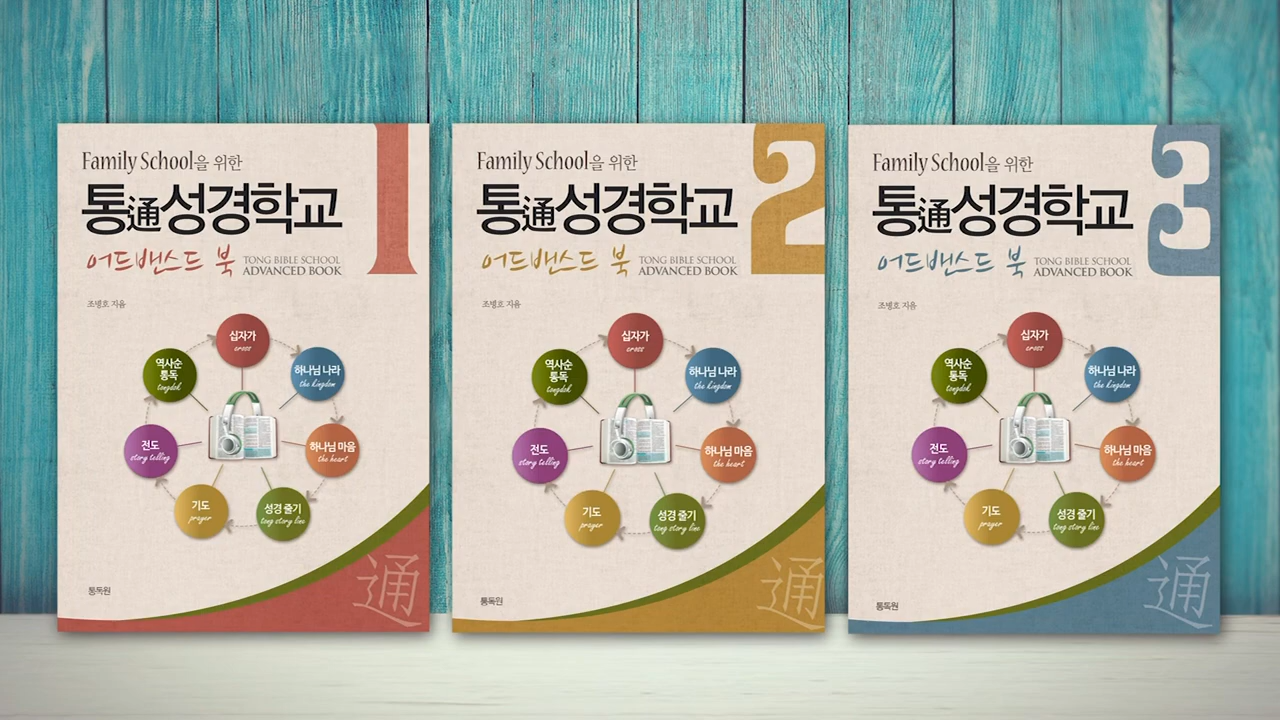 Family School을 위한
통通성경학교
1
어드밴스드 북
TONG BIBLE SCHOOL
ADVANCED BOOK
조병호 지음
십자가
cross
역사순
통독
tongdok
하나님 나라
the kingdom
전도
story telling
하나님 마음
the heart
기도
prayer
성경 줄기
tong story line
통독원
通
Family School을 위한
통通성경학교
2
어드밴스드 북
TONG BIBLE SCHOOL
ADVANCED BOOK
조병호 지음
십자가
cross
역사순
통독
tongdok
하나님 나라
the kingdom
전도
story telling
하나님 마음
the heart
기도
prayer
성경 줄기
tong story line
통독원
通
Family School을 위한
통通성경학교
3
어드밴스드 북
TONG BIBLE SCHOOL
ADVANCED BOOK
조병호 지음
십자가
cross
역사순
통독
tongdok
하나님 나라
the kingdom
전도
story telling
하나님 마음
the heart
기도
prayer
성경 줄기
tong story line
통독원
通